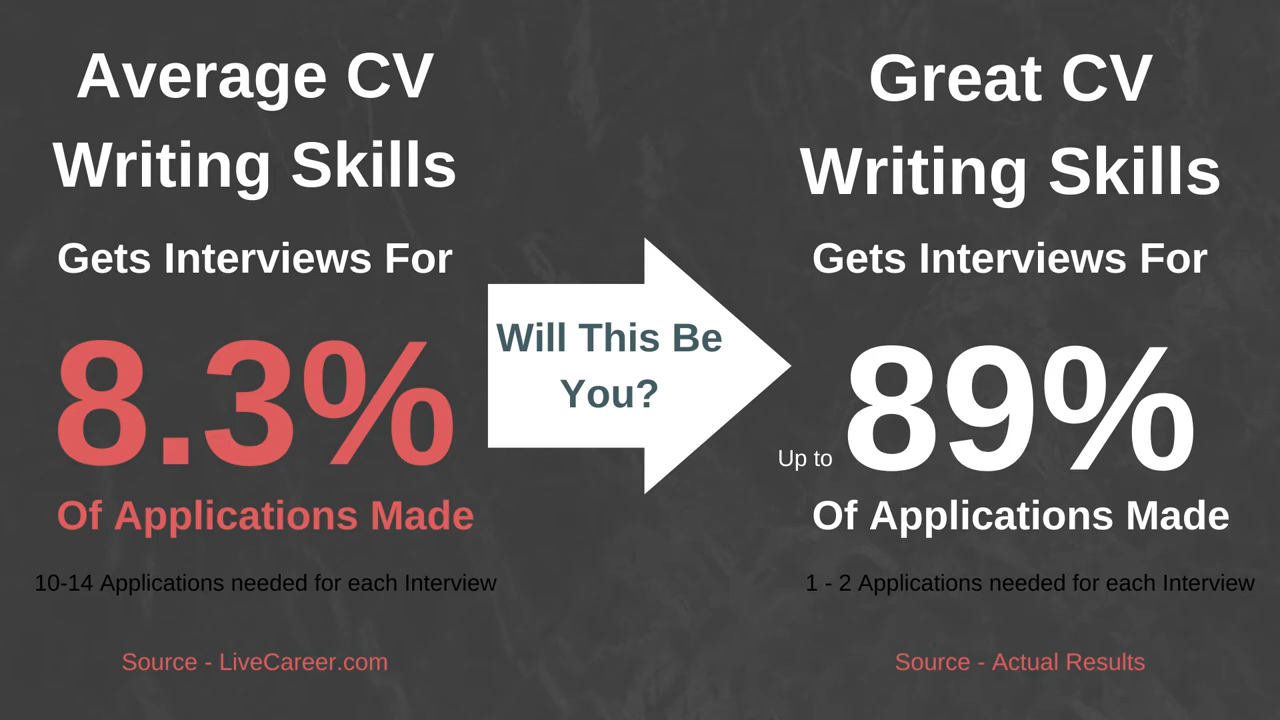 Average CV
Writing Skills
Gets Interviews For
8.3%
Of Applications Made
10-14 Applications needed for each Interview
Source - LiveCareer.com
Will This Be
You?
Great CV
Writing Skills
Gets Interviews For
Up to 89%
Of Applications Made
1 - 2 Applications needed for each Interview
Source - Actual Results